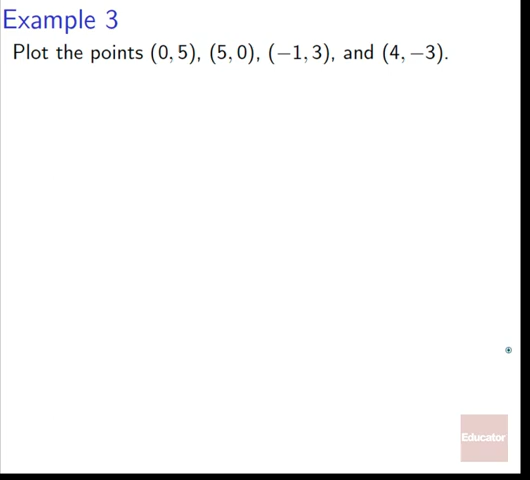 Example 3
Plot the points (0, 5), (5, 0), (−1, 3), and (4, −3).
Educator